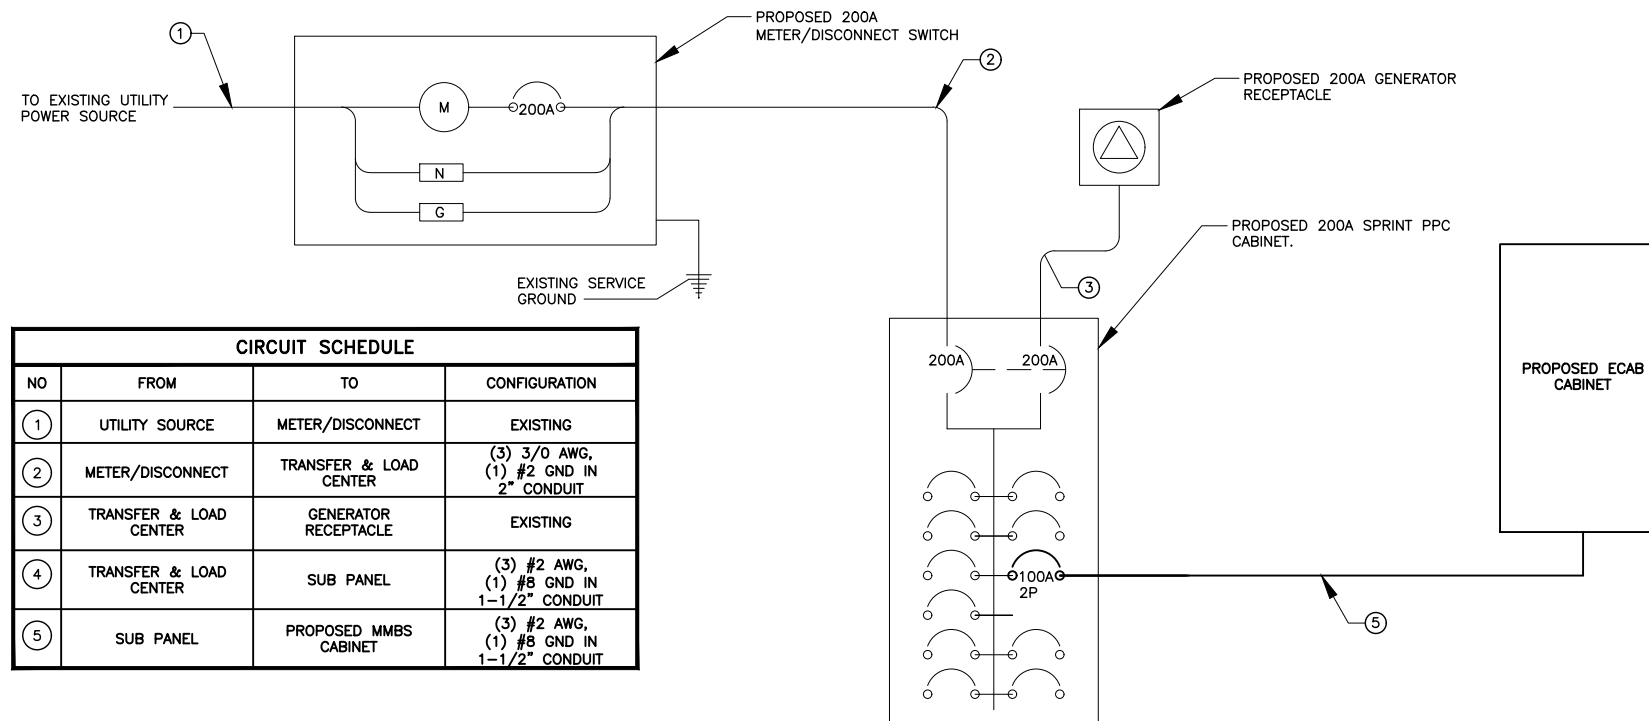 PROPOSED 200A
METER/DISCONNECT SWITCH
1
2
TO EXISTING UTILITY
POWER SOURCE
M
200A
N
G
PROPOSED 200A GENERATOR
RECEPTACLE
PROPOSED 200A SPRINT PPC
CABINET.
EXISTING SERVICE
GROUND
3
200A
200A
PROPOSED ECAB
CABINET
100A
2P
5
CIRCUIT SCHEDULE
NO FROM TO CONFIGURATION
1 UTILITY SOURCE METER/DISCONNECT EXISTING
2 METER/DISCONNECT TRANSFER & LOAD
CENTER (3) 3/0 AWG,
(1) #2 GND IN
2" CONDUIT
3 TRANSFER & LOAD
CENTER GENERATOR
RECEPTACLE EXISTING
4 TRANSFER & LOAD
CENTER SUB PANEL (3) #2 AWG,
(1) #8 GND IN
1-1/2" CONDUIT
5 SUB PANEL PROPOSED MMBS
CABINET (3) #2 AWG,
(1) #8 GND IN
1-1/2" CONDUIT